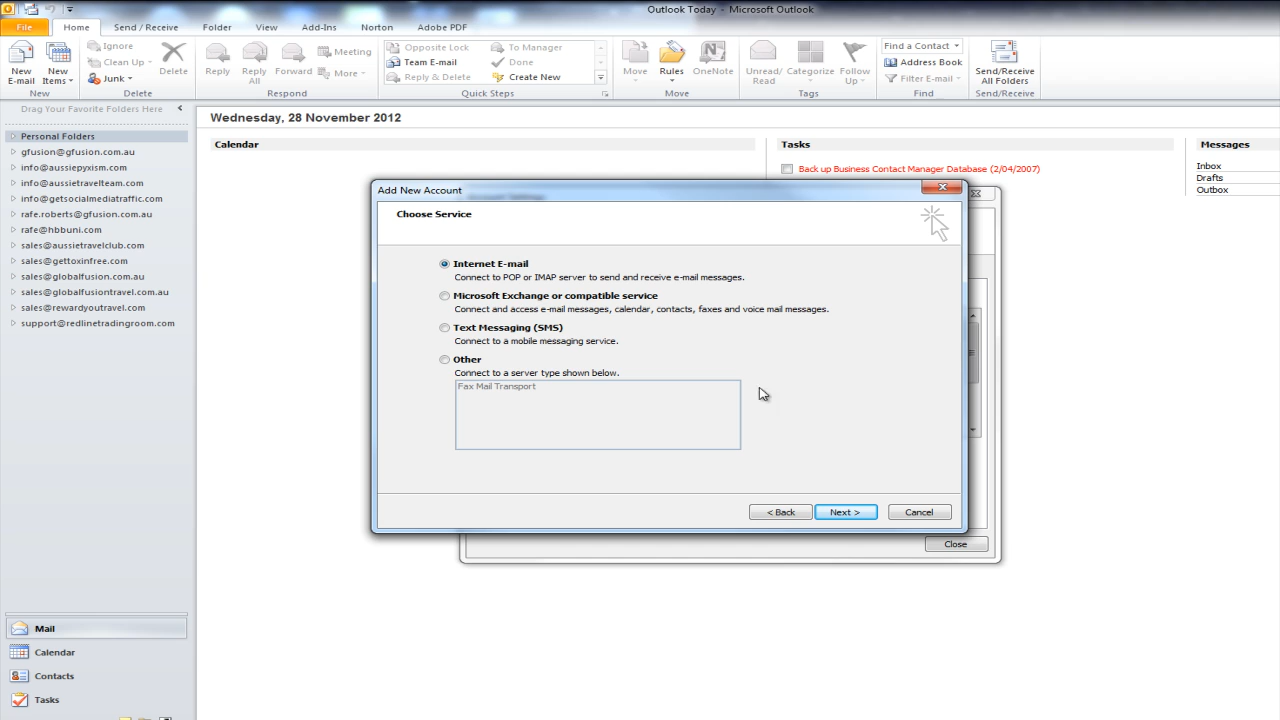 Outlook Today - Microsoft Outlook
File Home Send / Receive Folder View Add-Ins Norton Adobe PDF
New E-mail
New Items
New
Ignore
Clean Up
Junk
Delete
Delete
Reply
Reply All
Forward
Meeting
More
Respond
Opposite Lock
Team E-mail
Reply & Delete
To Manager
Done
Create New
Quick Steps
Move
Rules
OneNote
Move
Unread/ Read
Categorize
Follow Up
Tags
Find a Contact
Address Book
Filter E-mail
Find
Send/Receive All Folders
Send/Receive
Drag Your Favorite Folders Here
Personal Folders
gfusion@gfusion.com.au
info@aussiepyxism.com
info@aussietravelteam.com
info@getsocialmediatraffic.com
rafe.roberts@gfusion.com.au
rafe@hbbuni.com
sales@aussietravelclub.com
sales@gettoxinfree.com
sales@globalfusion.com.au
sales@globalfusiontravel.com.au
sales@rewardyoutravel.com
support@redlinetradingroom.com
Mail
Calendar
Contacts
Tasks
Wednesday, 28 November 2012
Calendar
Tasks
Back up Business Contact Manager Database (2/04/2007)
Messages
Inbox
Drafts
Outbox
Add New Account
Choose Service
Internet E-mail
Connect to POP or IMAP server to send and receive e-mail messages.
Microsoft Exchange or compatible service
Connect and access e-mail messages, calendar, contacts, faxes and voice mail messages.
Text Messaging (SMS)
Connect to a mobile messaging service.
Other
Connect to a server type shown below.
Fax Mail Transport
< Back
Next >
Cancel
Close